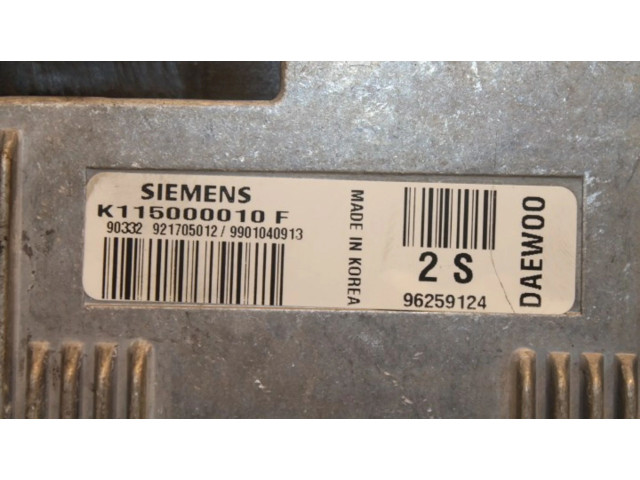 SIEMENS
K115000010 F
90332 921705012 / 9901040913
MADE IN KOREA
2 S
96259124
DAEWOO